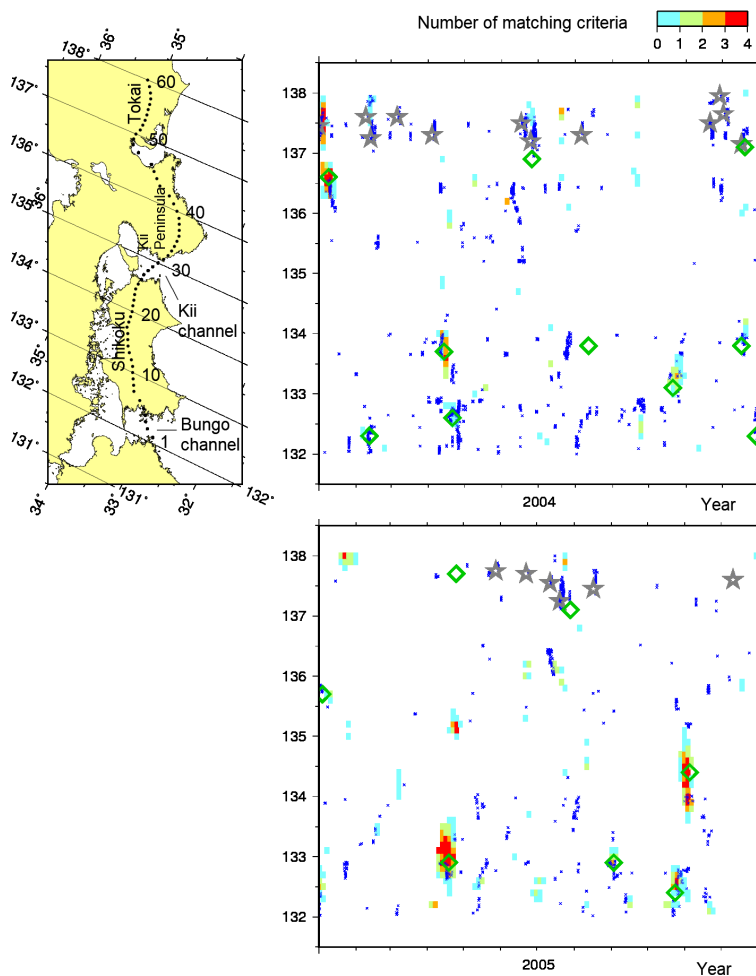 Number of matching criteria
0 1 2 3 4
138° 36° 35°
137°
136°
36°
135°
134°
133°
35°
132°
131°
34° 33° 131° 32° 132°
Tokai
60
50
Kii
Peninsula
40
30
Kii
channel
20
Shikoku
10
Bungo
channel
1
138
137
136
135
134
133
132
2004 Year
138
137
136
135
134
133
132
2005 Year